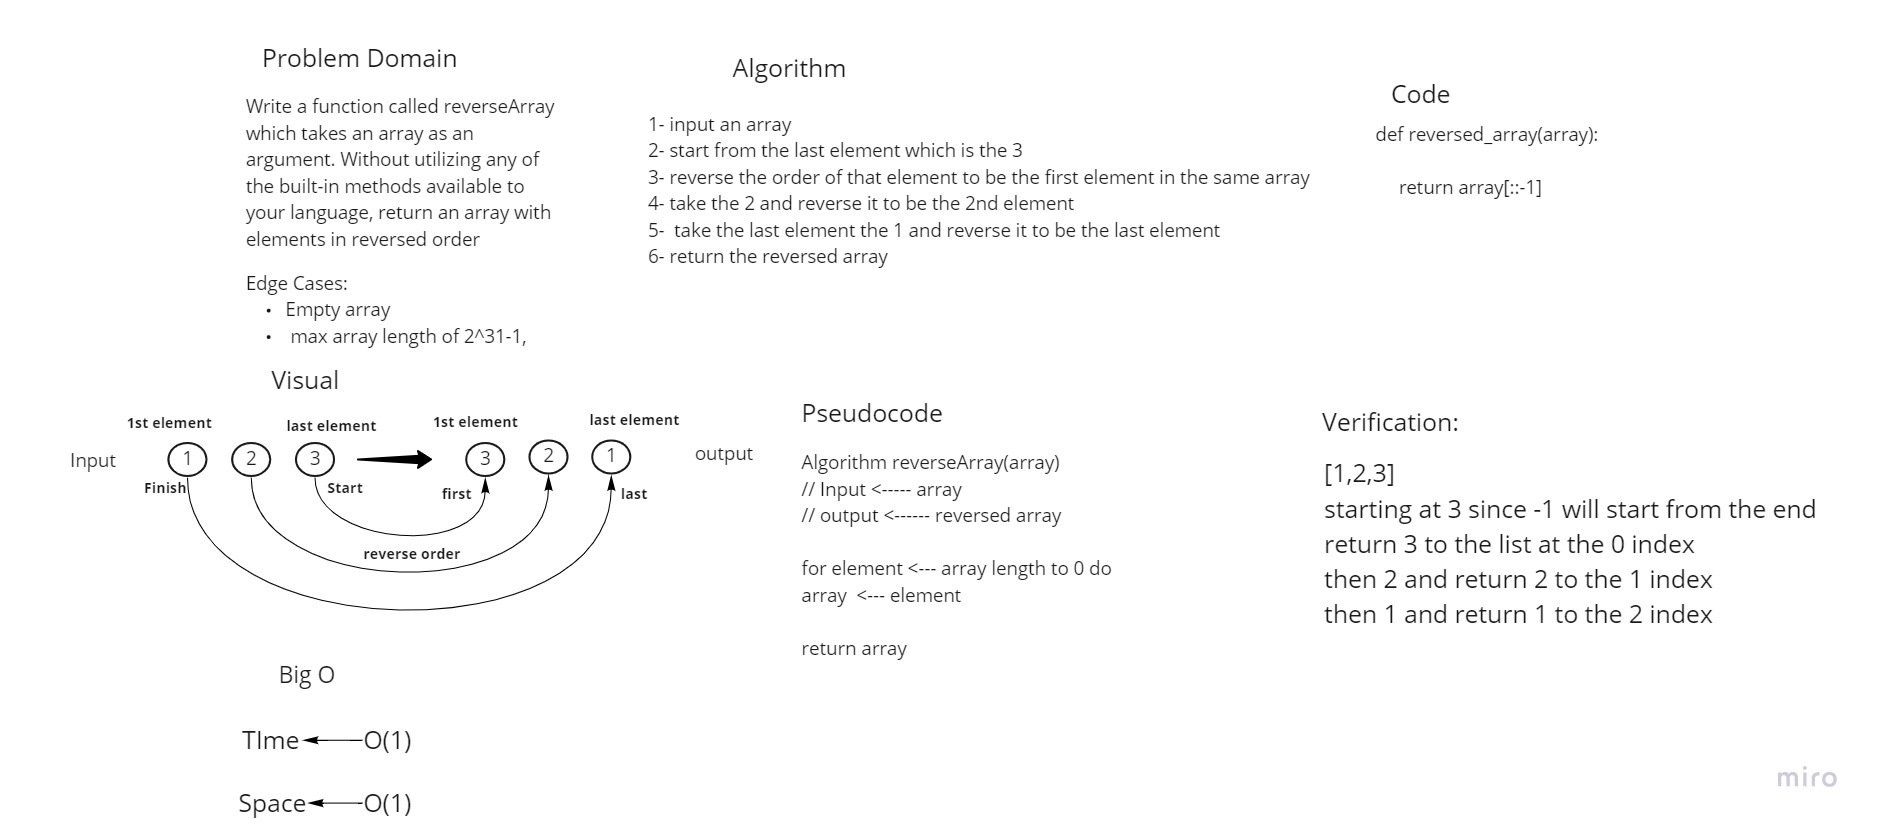 Problem Domain
Write a function called reverseArray
which takes an array as an
argument. Without utilizing any of
the built-in methods available to
your language, return an array with
elements in reversed order
Edge Cases:
• Empty array
• max array length of 2^31-1,
Algorithm
1- input an array
2- start from the last element which is the 3
3- reverse the order of that element to be the first element in the same array
4- take the 2 and reverse it to be the 2nd element
5-  take the last element the 1 and reverse it to be the last element
6- return the reversed array
Code
def reversed_array(array):
return array[::-1]
Visual
1st element
last element
1st element
last element
Input
1
2
3
3
2
1
output
Finish
Start
first
last
reverse order
Pseudocode
Algorithm reverseArray(array)
// Input <----- array
// output <------ reversed array
for element <--- array length to 0 do
array  <--- element
return array
Verification:
[1,2,3]
starting at 3 since -1 will start from the end
return 3 to the list at the 0 index
then 2 and return 2 to the 1 index
then 1 and return 1 to the 2 index
Big O
TIme O(1)
Space O(1)
miro